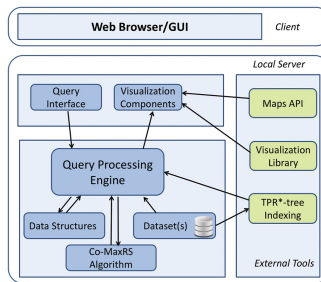 Web Browser/GUI
Client
Local Server
Query
Interface
Visualization
Components
Maps API
Visualization
Library
Query Processing
Engine
TPR*-tree
Indexing
Data Structures
Dataset(s)
Co-MaxRS
Algorithm
External Tools